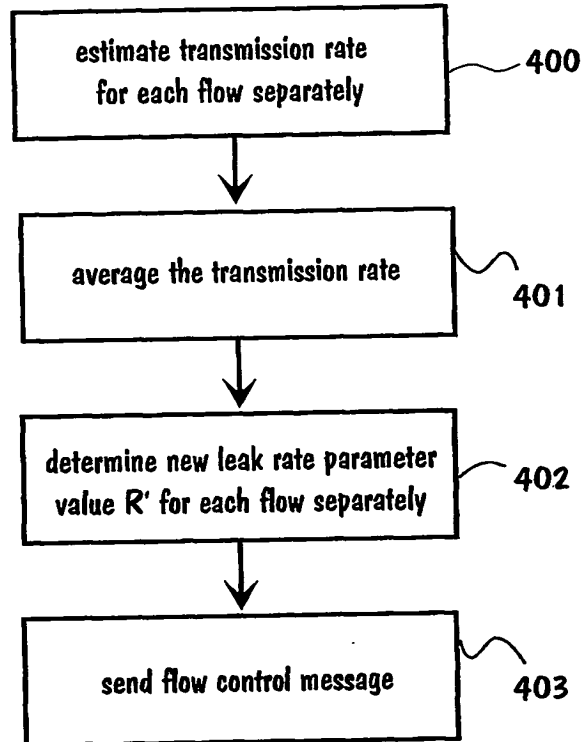 estimate transmission rate
for each flow separately
400
average the transmission rate
401
determine new leak rate parameter
value R' for each flow separately
402
send flow control message
403